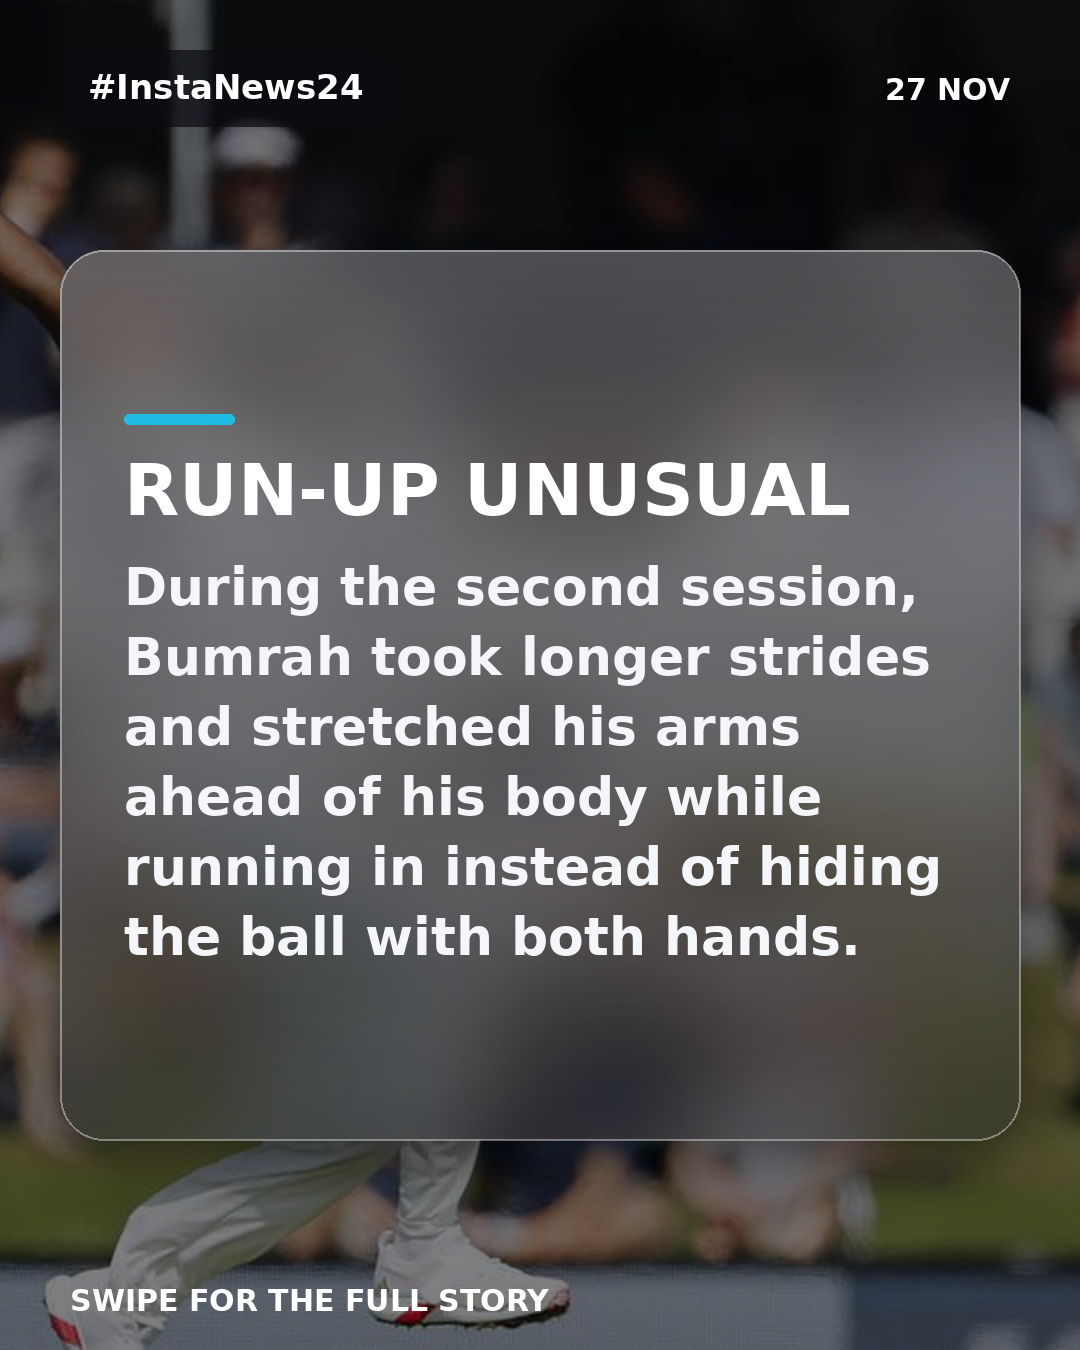 #InstaNews24
27 NOV
RUN-UP UNUSUAL
During the second session,
Bumrah took longer strides
and stretched his arms
ahead of his body while
running in instead of hiding
the ball with both hands.
SWIPE FOR THE FULL STORY